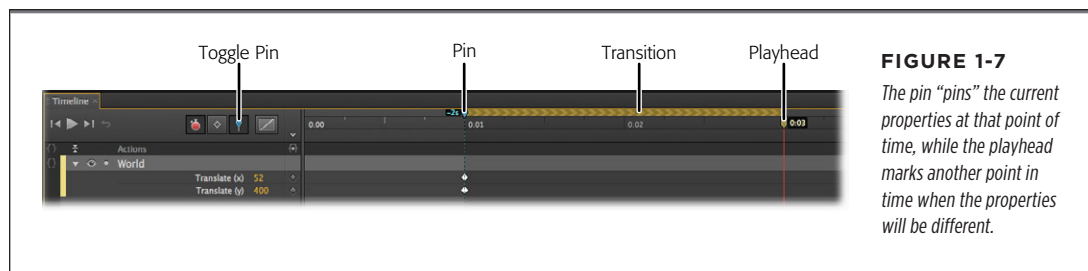 Toggle Pin Pin Transition Playhead
Timeline
-2s
0.00 0.01 0.02 0:03
Actions
World
Translate (x) 52
Translate (y) 400
FIGURE 1-7
The pin “pins” the current
properties at that point of
time, while the playhead
marks another point in
time when the properties
will be different.